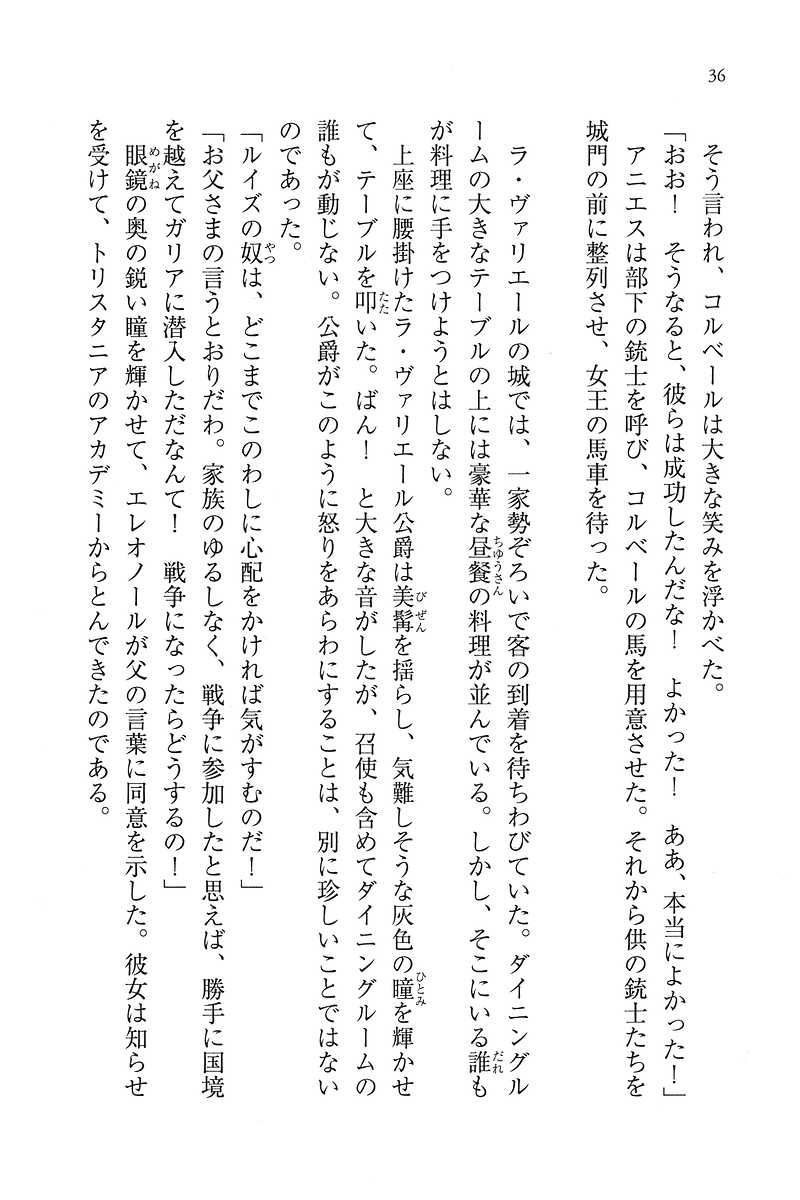 36
そう言われ、コルベールは大きな笑みを浮かべた。
「おお！　そうなると、彼らは成功したんだな！　よかった！　ああ、本当によかった！」
アニエスは部下の銃士を呼び、コルベールの馬を用意させた。それから供の銃士たちを
城門の前に整列させ、女王の馬車を待った。
ラ・ヴァリエールの城では、一家勢ぞろいで客の到着を待ちわびていた。ダイニングル
ームの大きなテーブルの上には豪華な昼餐の料理が並んでいる。しかし、そこにいる誰も
が料理に手をつけようとはしない。
上座に腰掛けたラ・ヴァリエール公爵は美髯を揺らし、気難しそうな灰色の瞳を輝かせ
て、テーブルを叩いた。ばん！　と大きな音がしたが、召使も含めてダイニングルームの
誰もが動じない。公爵がこのように怒りをあらわにすることは、別に珍しいことではない
のであった。
「ルイズの奴は、どこまでこのわしに心配をかければ気がすむのだ！」
「お父さまの言うとおりだわ。家族のゆるしなく、戦争に参加したと思えば、勝手に国境
を越えてガリアに潜入しただなんて！　戦争になったらどうするの！」
眼鏡の奥の鋭い瞳を輝かせて、エレオノールが父の言葉に同意を示した。彼女は知らせ
を受けて、トリスタニアのアカデミーからとんできたのである。